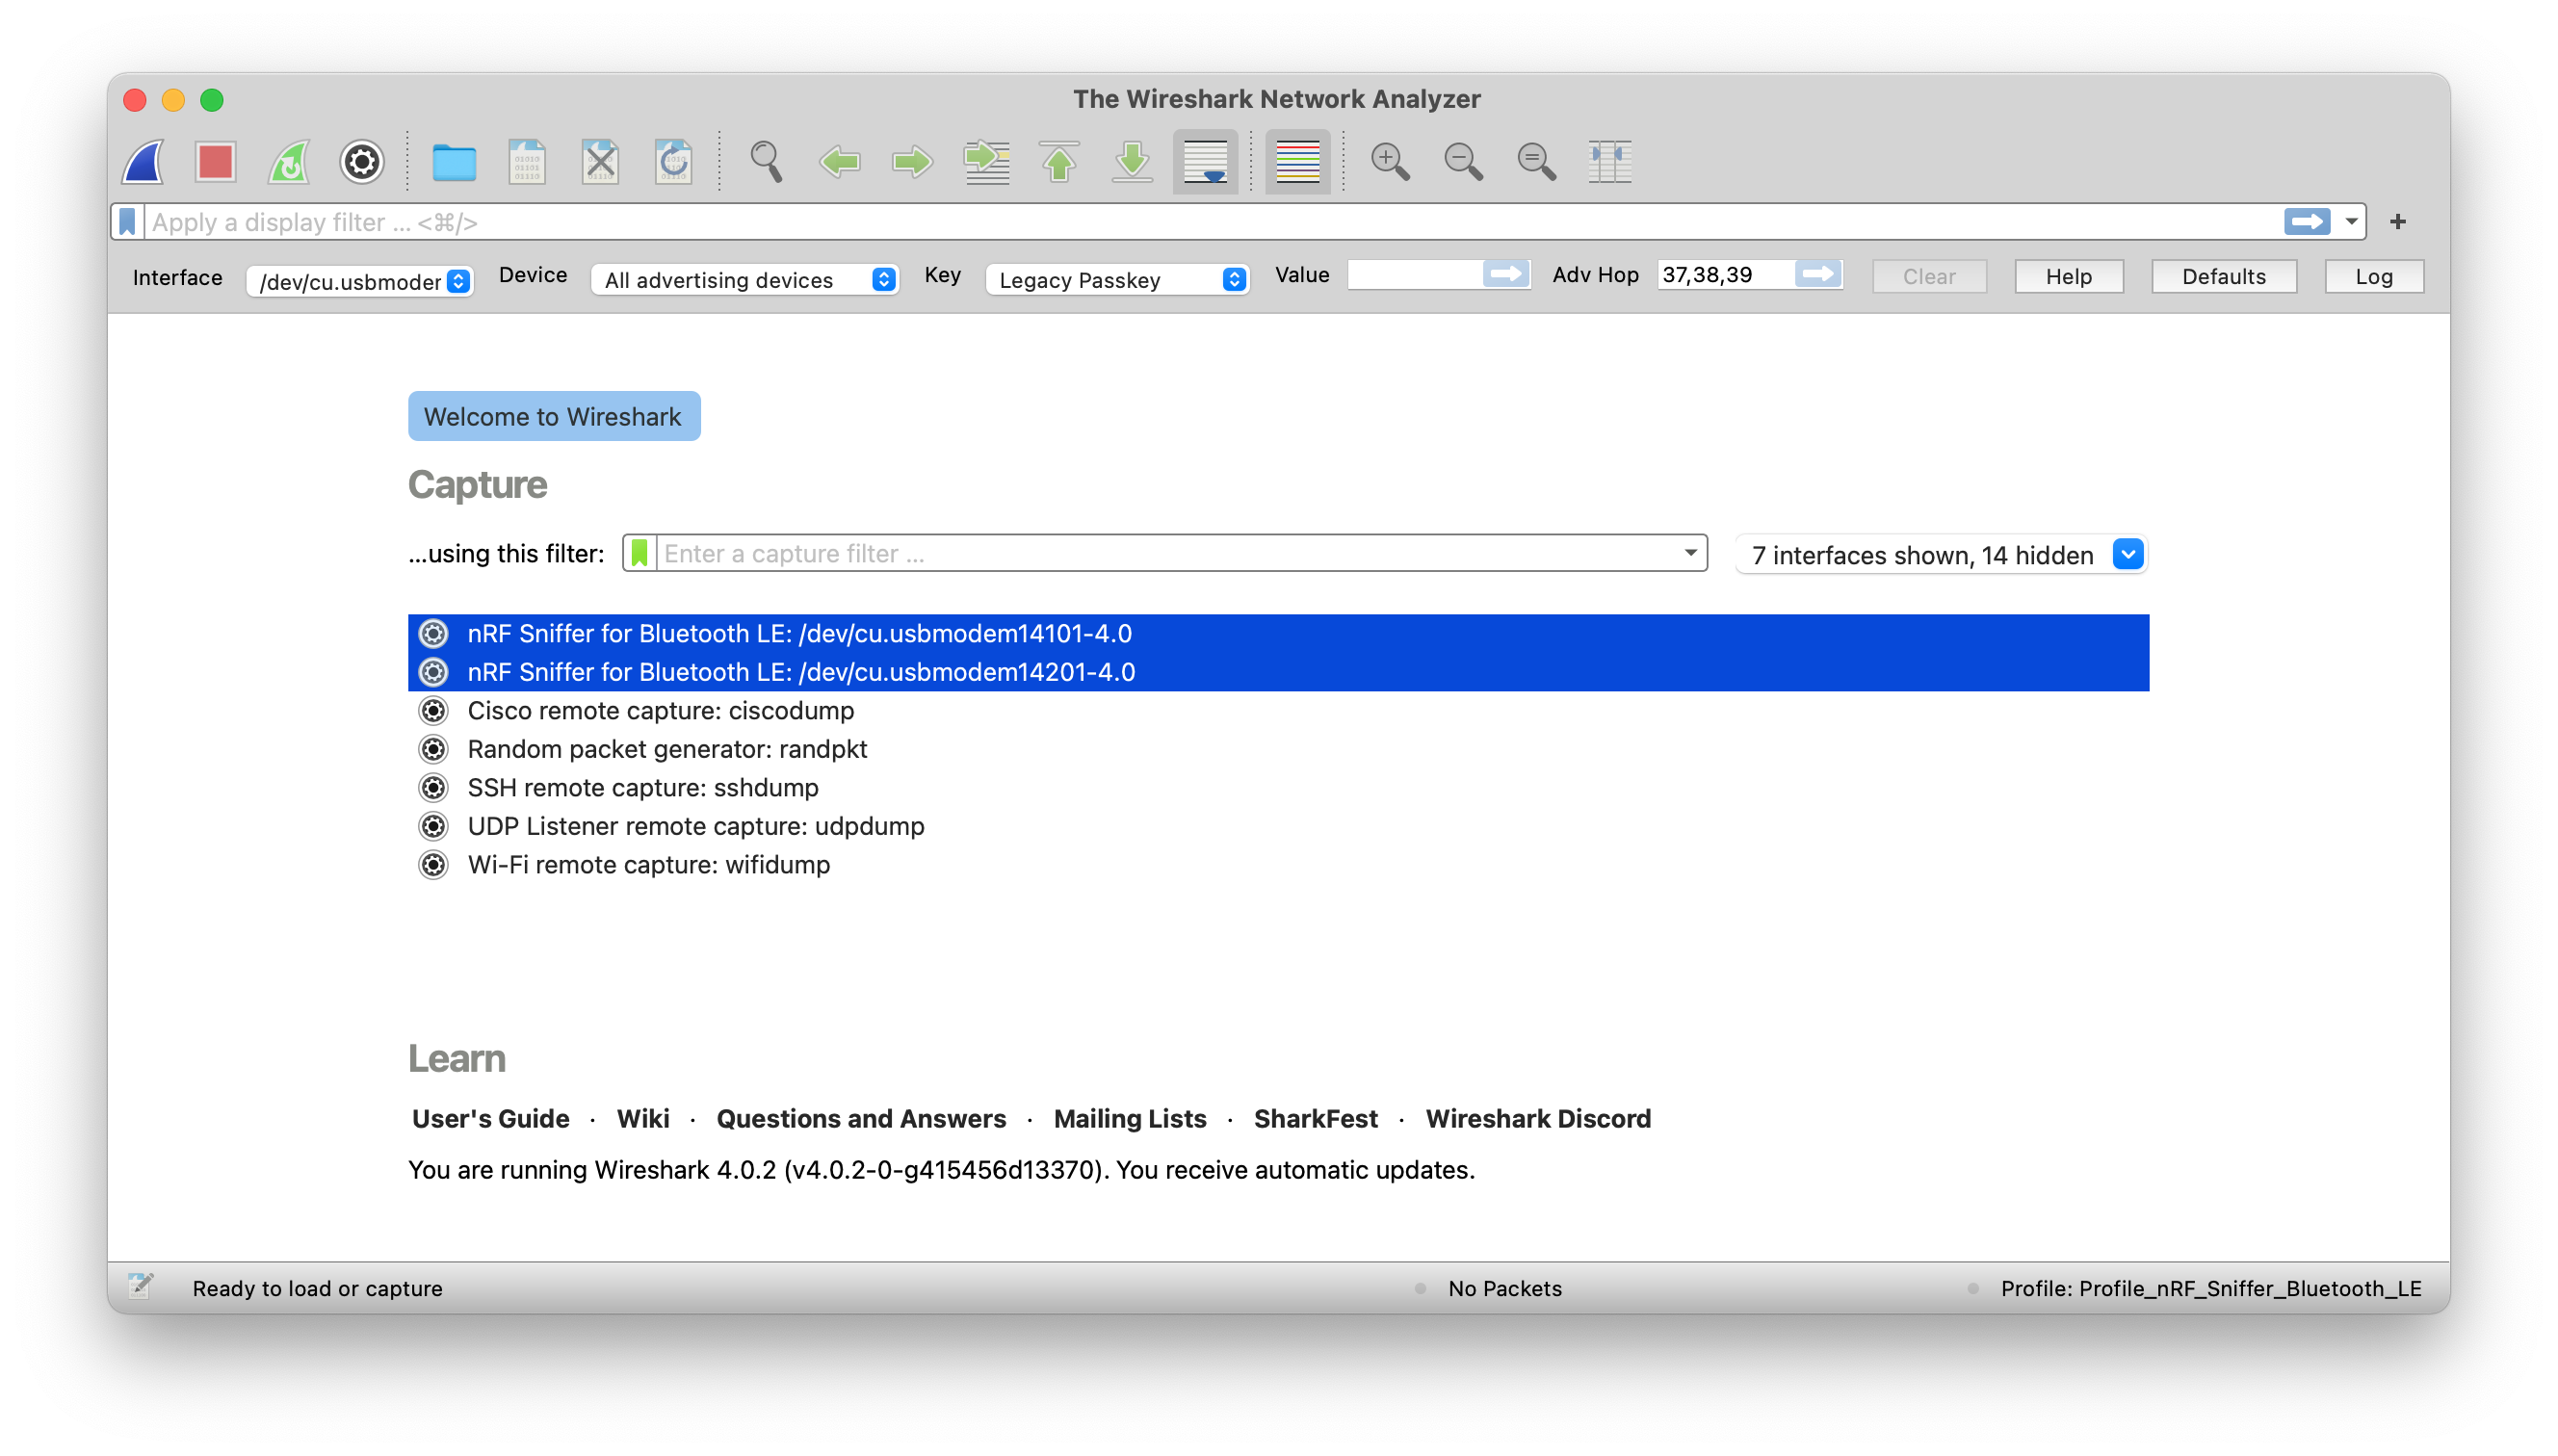 The Wireshark Network Analyzer
Apply a display filter ... <⌘/>
Interface /dev/cu.usbmoder Device All advertising devices Key Legacy Passkey Value Adv Hop 37,38,39 Clear Help Defaults Log
Welcome to Wireshark
Capture
...using this filter: Enter a capture filter ... 7 interfaces shown, 14 hidden
nRF Sniffer for Bluetooth LE: /dev/cu.usbmodem14101-4.0
nRF Sniffer for Bluetooth LE: /dev/cu.usbmodem14201-4.0
Cisco remote capture: ciscodump
Random packet generator: randpkt
SSH remote capture: sshdump
UDP Listener remote capture: udpdump
Wi-Fi remote capture: wifidump
Learn
User's Guide · Wiki · Questions and Answers · Mailing Lists · SharkFest · Wireshark Discord
You are running Wireshark 4.0.2 (v4.0.2-0-g415456d13370). You receive automatic updates.
Ready to load or capture No Packets Profile: Profile_nRF_Sniffer_Bluetooth_LE